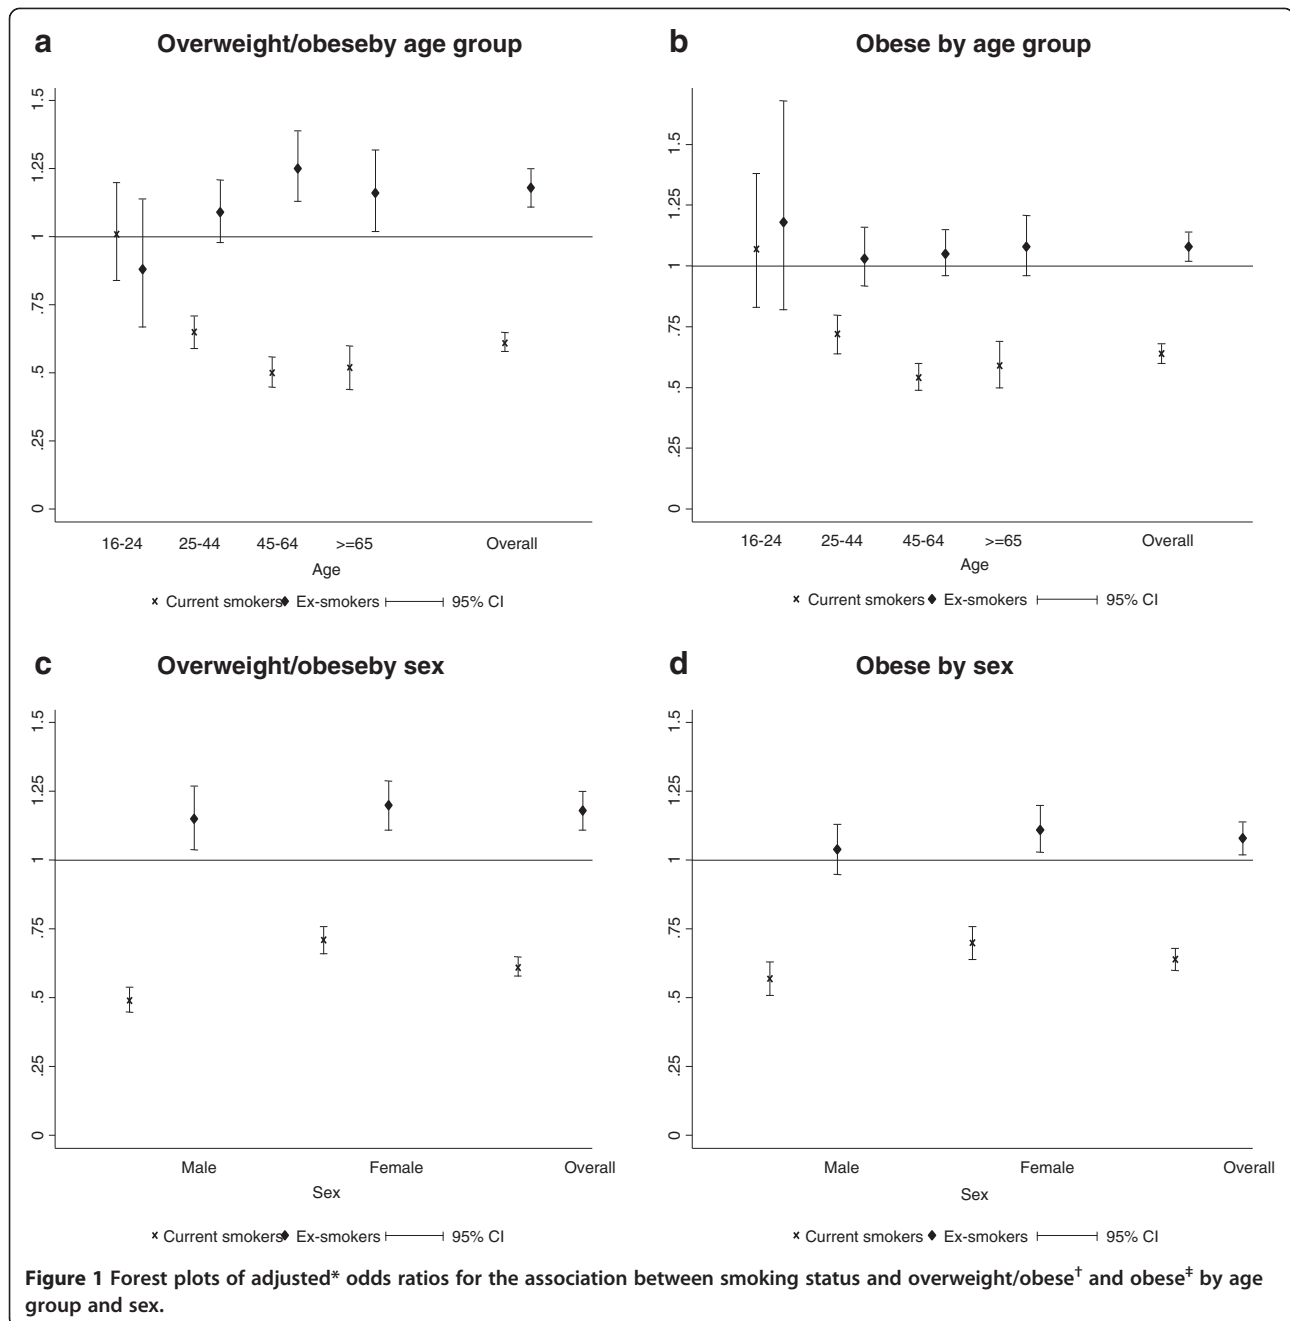 a Overweight/obeseby age group
1.5
1.25
1
.75
.5
.25
0
16-24 25-44 45-64 >=65 Overall
Age
× Current smokers ◆ Ex-smokers 95% CI
b Obese by age group
1.5
1.25
1
.75
.5
.25
0
16-24 25-44 45-64 >=65 Overall
Age
× Current smokers ◆ Ex-smokers 95% CI
c Overweight/obeseby sex
1.5
1.25
1
.75
.5
.25
0
Male Female Overall
Sex
× Current smokers ◆ Ex-smokers 95% CI
d Obese by sex
1.5
1.25
1
.75
.5
.25
0
Male Female Overall
Sex
× Current smokers ◆ Ex-smokers 95% CI
Figure 1 Forest plots of adjusted* odds ratios for the association between smoking status and overweight/obese† and obese‡ by age
group and sex.